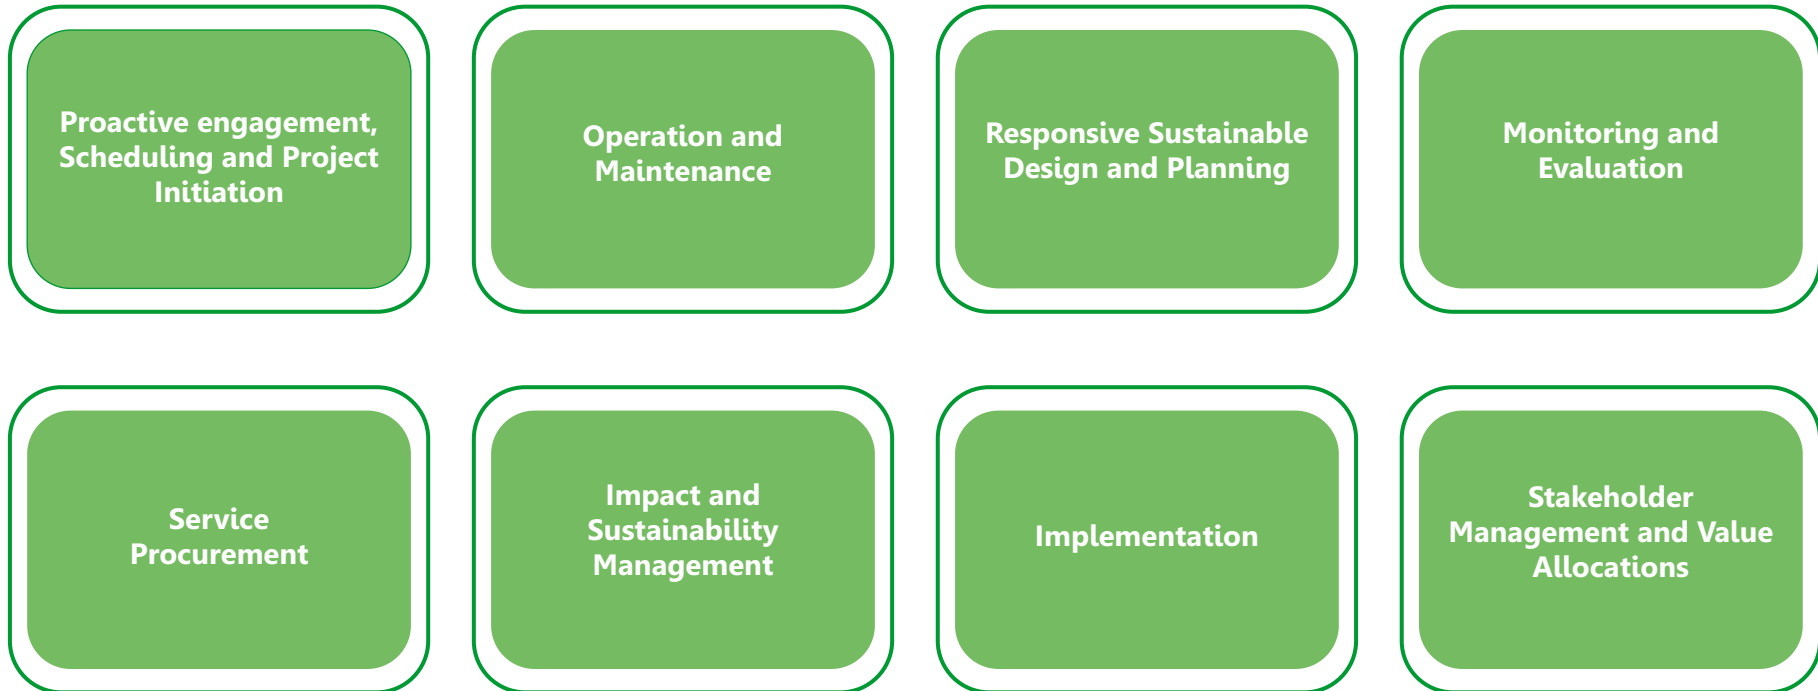 Proactive engagement,
Scheduling and Project
Initiation
Operation and
Maintenance
Responsive Sustainable
Design and Planning
Monitoring and
Evaluation
Service
Procurement
Impact and
Sustainability
Management
Implementation
Stakeholder
Management and Value
Allocations